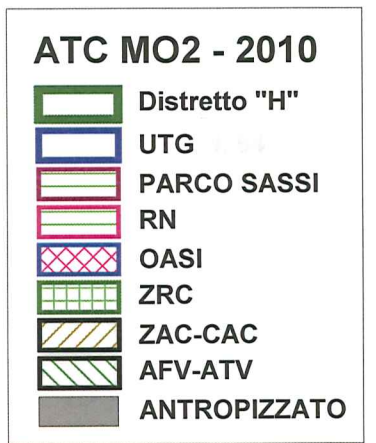 ATC MO2 - 2010
Distretto "H"
UTG
PARCO SASSI
RN
OASI
ZRC
ZAC-CAC
AFV-ATV
ANTROPIZZATO